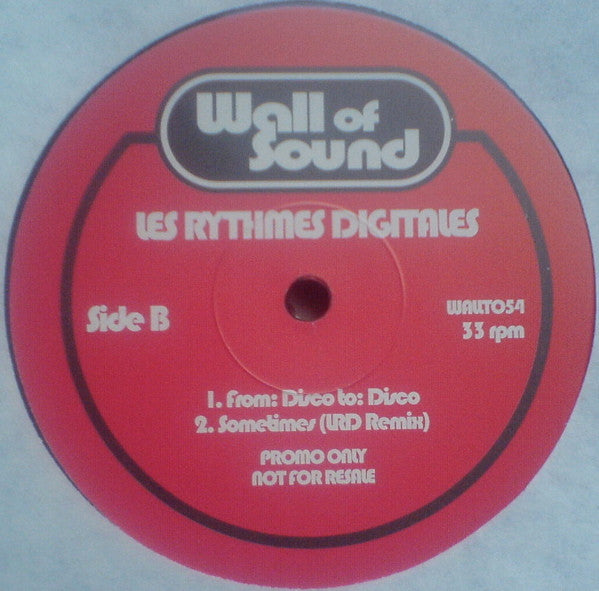 Wall of
Sound
LES RYTHMES DIGITALES
Side B
WALLT054
33 rpm
1. From: Disco to: Disco
2. Sometimes (LRD Remix)
PROMO ONLY
NOT FOR RESALE